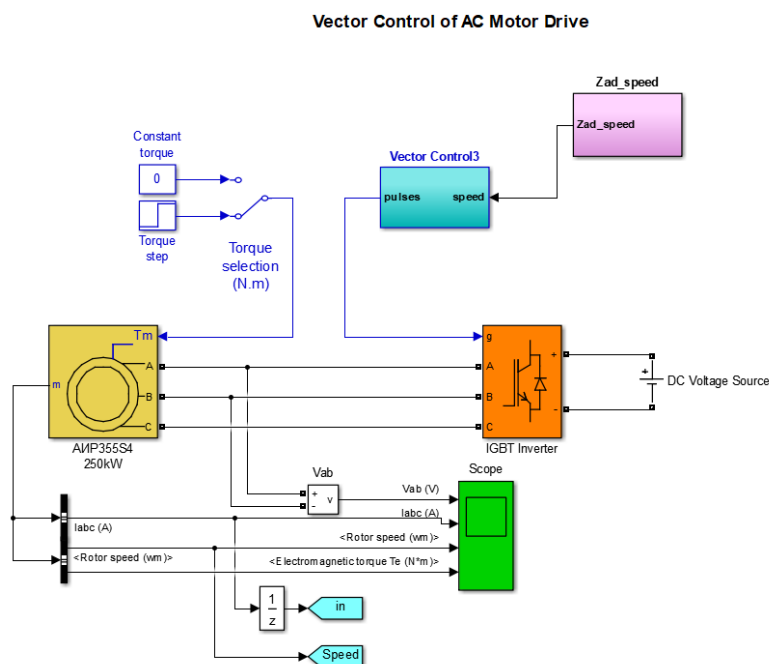 Vector Control of AC Motor Drive
Zad_speed
Zad_speed
Constant
torque
0
Vector Control3
pulses
speed
Torque
step
Torque
selection
(N.m)
Tm
g
m
A
B
C
A
B
C
+
-
+
DC Voltage Source
АИР355S4
250kW
IGBT Inverter
Vab
Scope
+
-
v
Vab (V)
Iabc (A)
Iabc (A)
<Rotor speed (wm)>
<Rotor speed (wm)>
<Electromagnetic torque Te (N*m)>
1
z
in
Speed